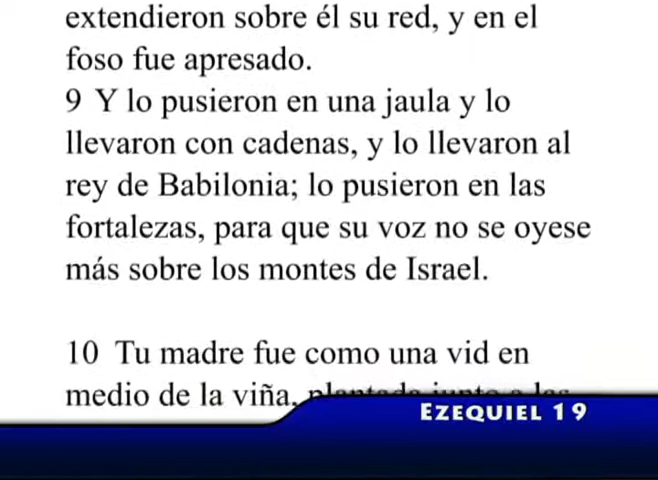 extendieron sobre él su red, y en el
foso fue apresado.
9 Y lo pusieron en una jaula y lo
llevaron con cadenas, y lo llevaron al
rey de Babilonia; lo pusieron en las
fortalezas, para que su voz no se oyese
más sobre los montes de Israel.
10 Tu madre fue como una vid en
medio de la viña, plantada junto a las
EZEQUIEL 19